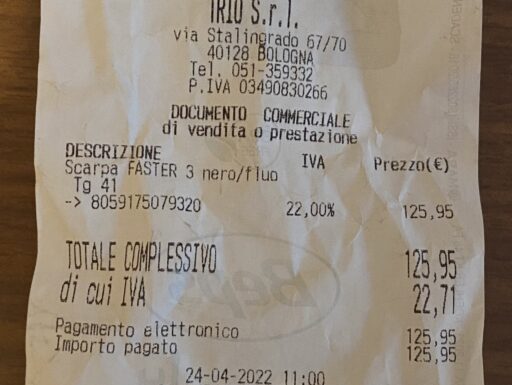 TRIO S.r.l.
via Stalingrado 67/70
40128 BOLOGNA
Tel. 051-359332
P.IVA 03490830266
DOCUMENTO COMMERCIALE
di vendita o prestazione
DESCRIZIONE IVA Prezzo(€)
Scarpa FASTER 3 nero/fluo
Tg 41
-> 8059175079320 22,00% 125,95
TOTALE COMPLESSIVO 125,95
di cui IVA 22,71
Pagamento elettronico 125,95
Importo pagato 125,95
24-04-2022 11:00